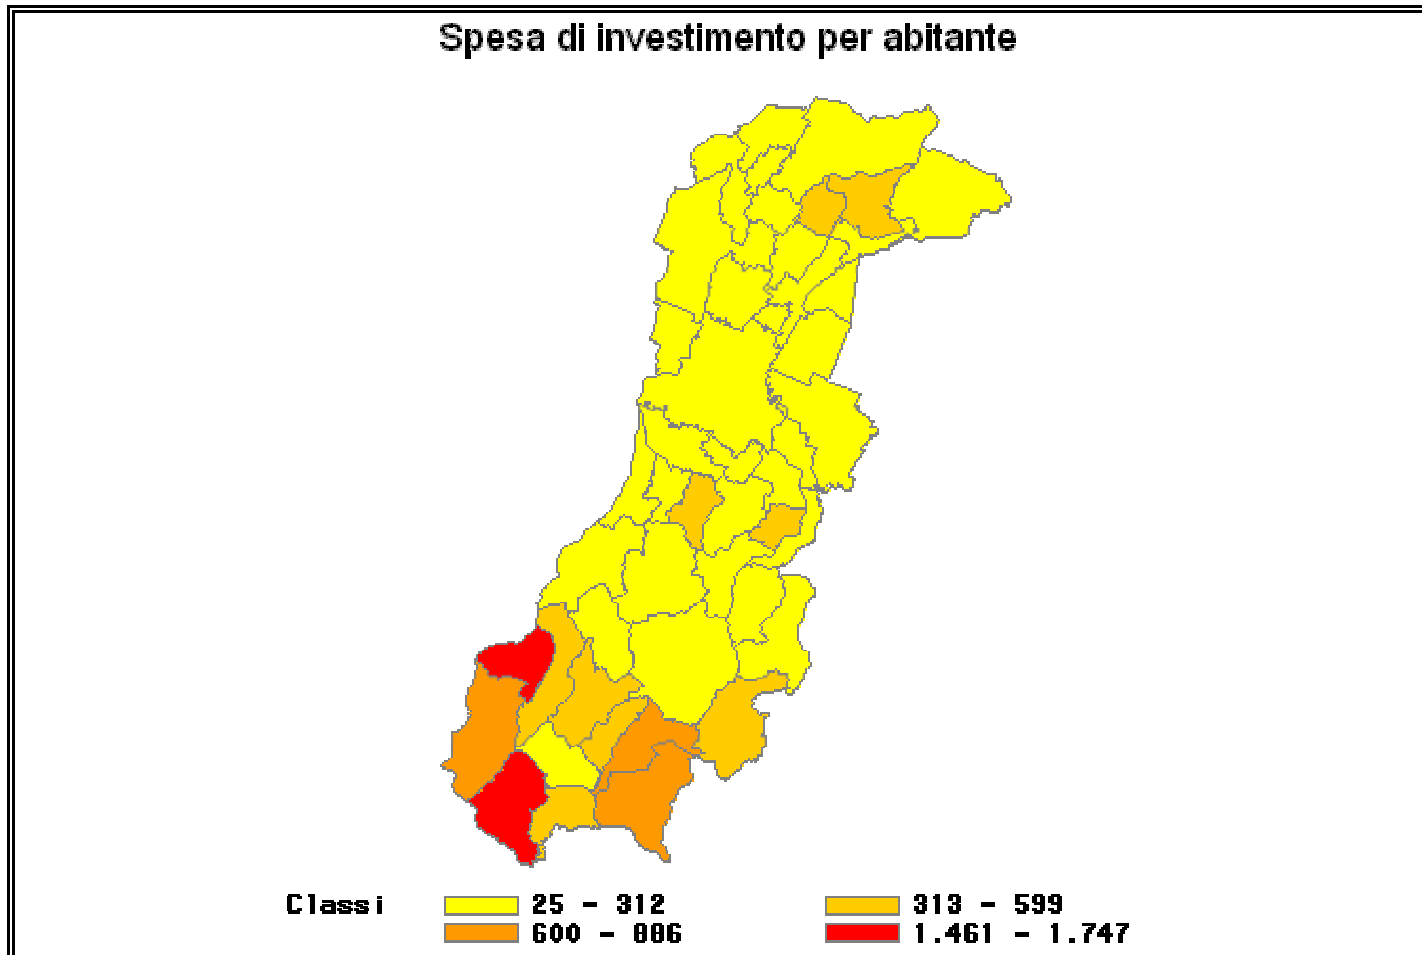 Spesa di investimento per abitante
Classi 25 - 312 313 - 599
600 - 886 1.461 - 1.747